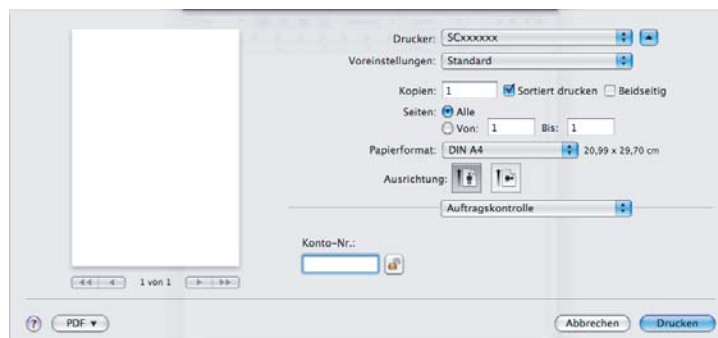 Drucker: SCxxxxxx
Voreinstellungen: Standard
Kopien: 1 Sortiert drucken Beidseitig
Seiten: Alle
Von: 1 Bis: 1
Papierformat: DIN A4 20,99 x 29,70 cm
Ausrichtung:
Auftragskontrolle
Konto-Nr.:
1 von 1
? PDF Abbrechen Drucken